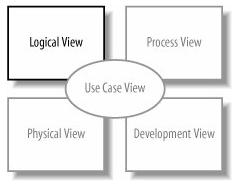 Logical View
Process View
Use Case View
Physical View
Development View